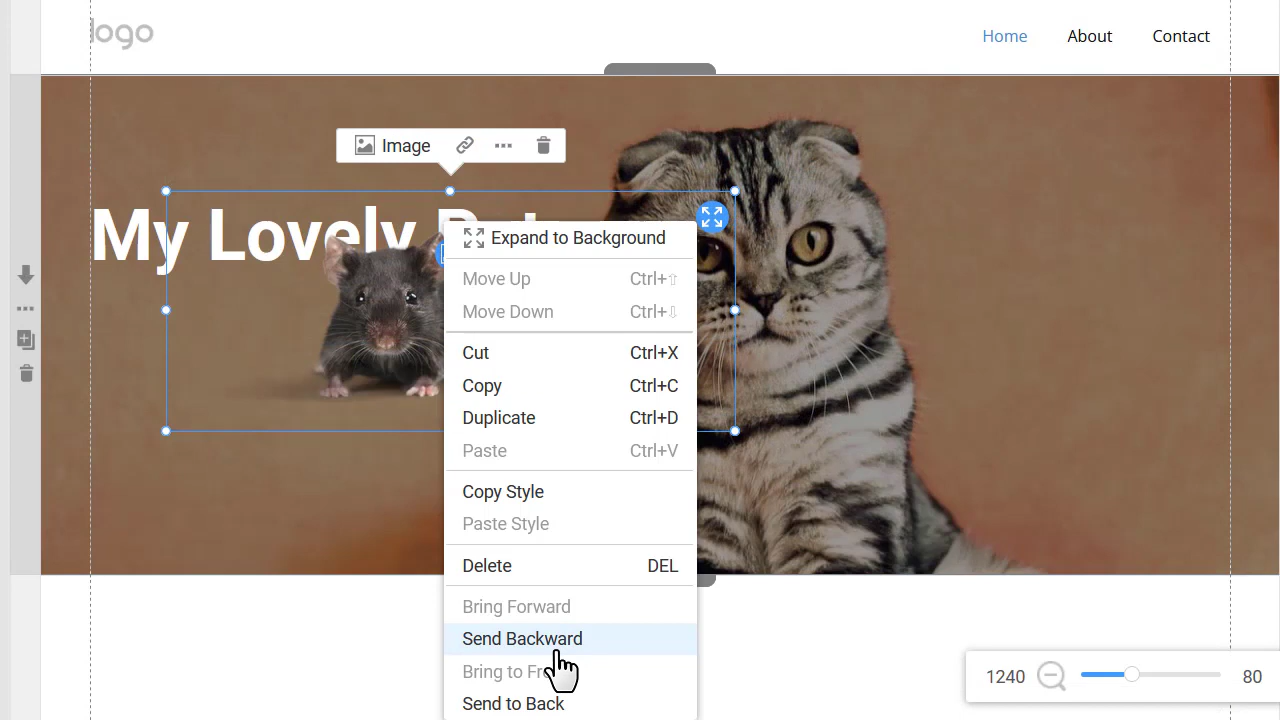 logo
Home About Contact
Image
My Lovely
Expand to Background
Move Up Ctrl+⇧
Move Down Ctrl+⇩
Cut Ctrl+X
Copy Ctrl+C
Duplicate Ctrl+D
Paste Ctrl+V
Copy Style
Paste Style
Delete DEL
Bring Forward
Send Backward
Bring to
Send to Back
1240 80